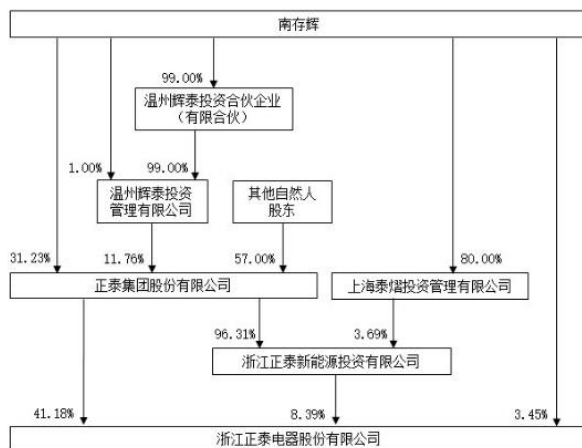 南存辉
99.00%
温州辉泰投资合伙企业
（有限合伙）
1.00%
99.00%
温州辉泰投资
管理有限公司
其他自然人
股东
31.23%
11.76%
57.00%
80.00%
正泰集团股份有限公司
上海泰熠投资管理有限公司
96.31%
3.69%
浙江正泰新能源投资有限公司
41.18%
8.39%
3.45%
浙江正泰电器股份有限公司